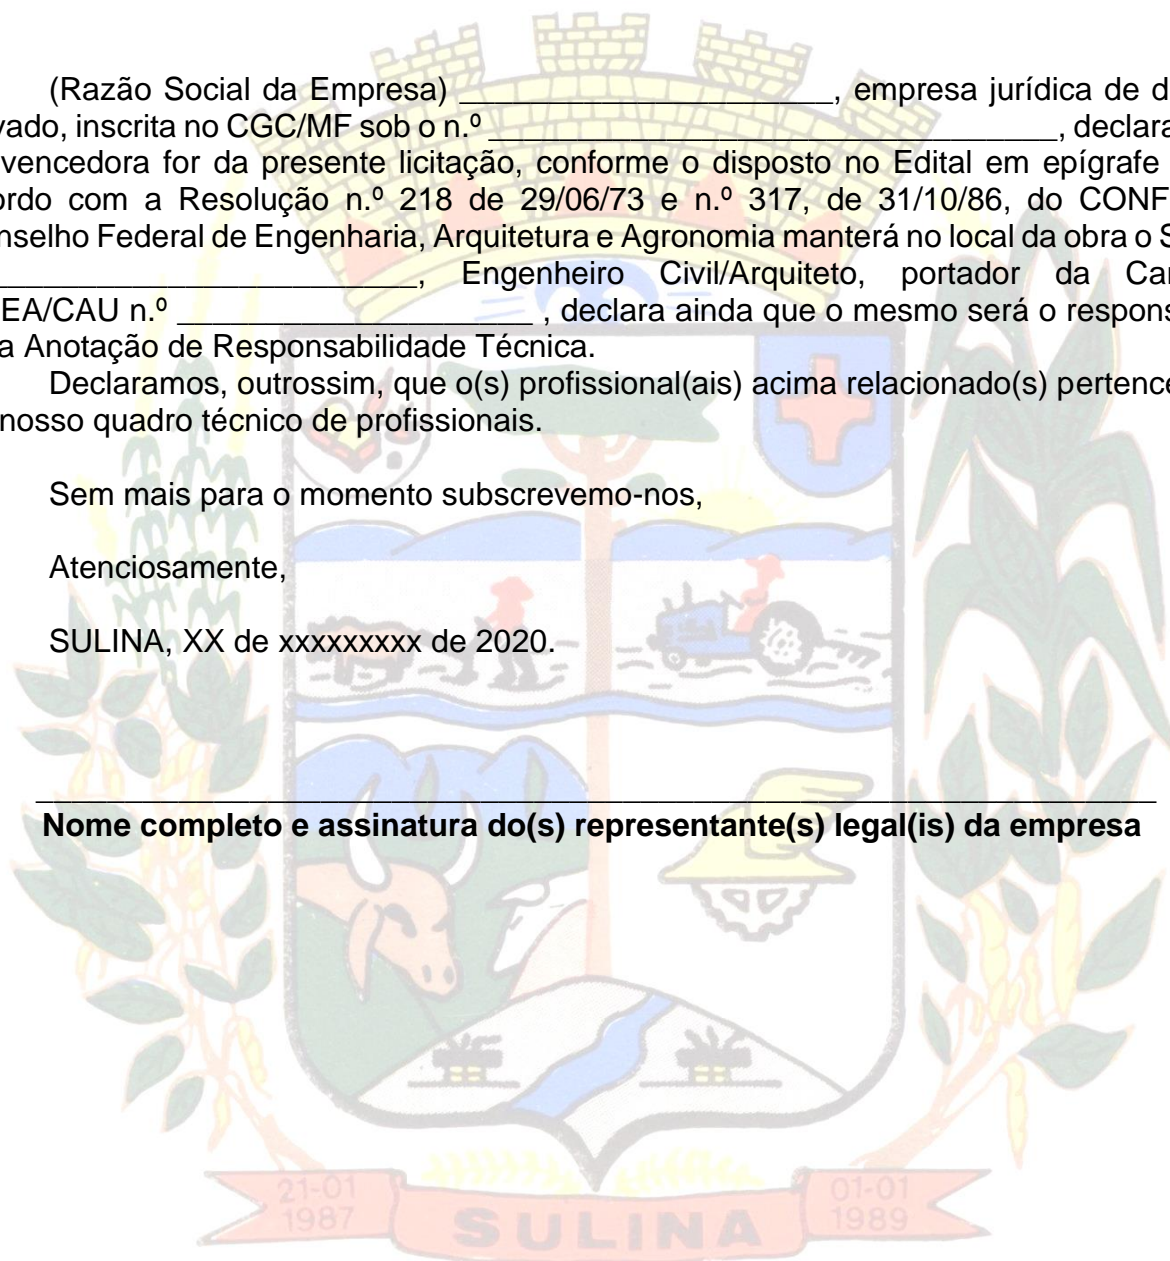 (Razão Social da Empresa) _____________________, empresa jurídica de d
vado, inscrita no CGC/MF sob o n.º ________________________________, declara
vencedora for da presente licitação, conforme o disposto no Edital em epígrafe
ordo com a Resolução n.º 218 de 29/06/73 e n.º 317, de 31/10/86, do CONF
nselho Federal de Engenharia, Arquitetura e Agronomia manterá no local da obra o S
________________________, Engenheiro Civil/Arquiteto, portador da Car
EA/CAU n.º ____________________ , declara ainda que o mesmo será o respons
a Anotação de Responsabilidade Técnica.
Declaramos, outrossim, que o(s) profissional(ais) acima relacionado(s) pertence
nosso quadro técnico de profissionais.
Sem mais para o momento subscrevemo-nos,
Atenciosamente,
SULINA, XX de xxxxxxxxx de 2020.
_______________________________________________________________
Nome completo e assinatura do(s) representante(s) legal(is) da empresa
21-01
1987
SULINA
01-01
1989